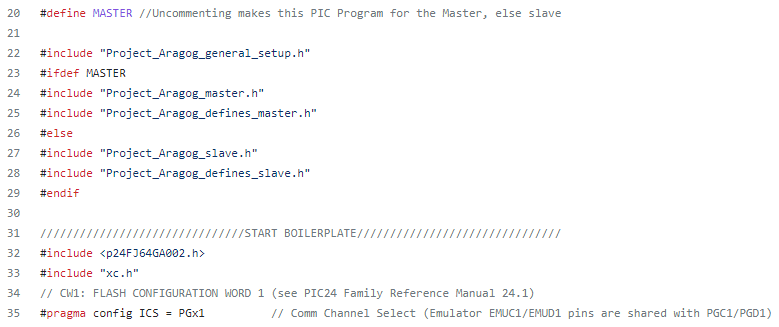 20 #define MASTER //Uncommenting makes this PIC Program for the Master, else slave
21
22 #include "Project_Aragog_general_setup.h"
23 #ifdef MASTER
24 #include "Project_Aragog_master.h"
25 #include "Project_Aragog_defines_master.h"
26 #else
27 #include "Project_Aragog_slave.h"
28 #include "Project_Aragog_defines_slave.h"
29 #endif
30
31 ///////////////////////////////START BOILERPLATE///////////////////////////////
32 #include <p24FJ64GA002.h>
33 #include "xc.h"
34 // CW1: FLASH CONFIGURATION WORD 1 (see PIC24 Family Reference Manual 24.1)
35 #pragma config ICS = PGx1          // Comm Channel Select (Emulator EMUC1/EMUD1 pins are shared with PGC1/PGD1)